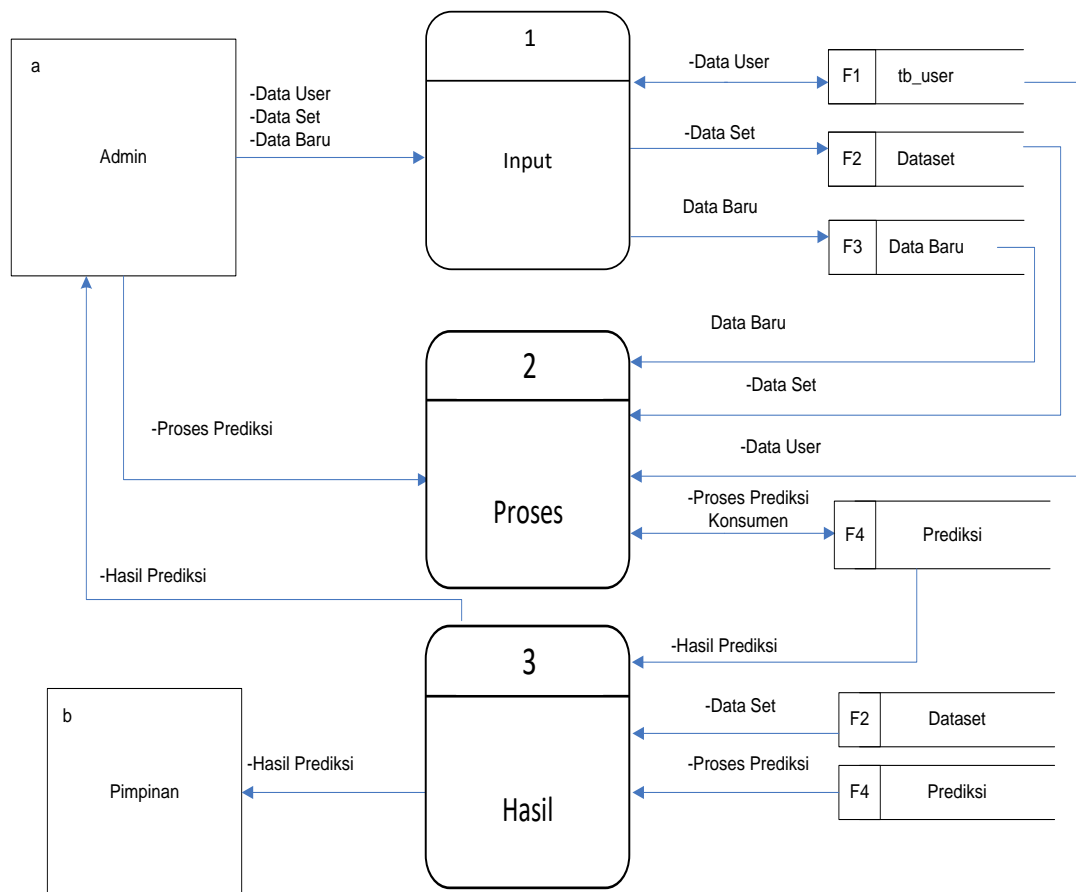 1
a
-Data User
F1
tb_user
-Data User
-Data Set
-Data Baru
-Data Set
Admin
Input
F2
Dataset
Data Baru
F3
Data Baru
Data Baru
2
-Data Set
-Proses Prediksi
-Data User
Proses
-Proses Prediksi
Konsumen
F4
Prediksi
-Hasil Prediksi
3
-Hasil Prediksi
b
-Data Set
F2
Dataset
-Hasil Prediksi
-Proses Prediksi
Pimpinan
Hasil
F4
Prediksi